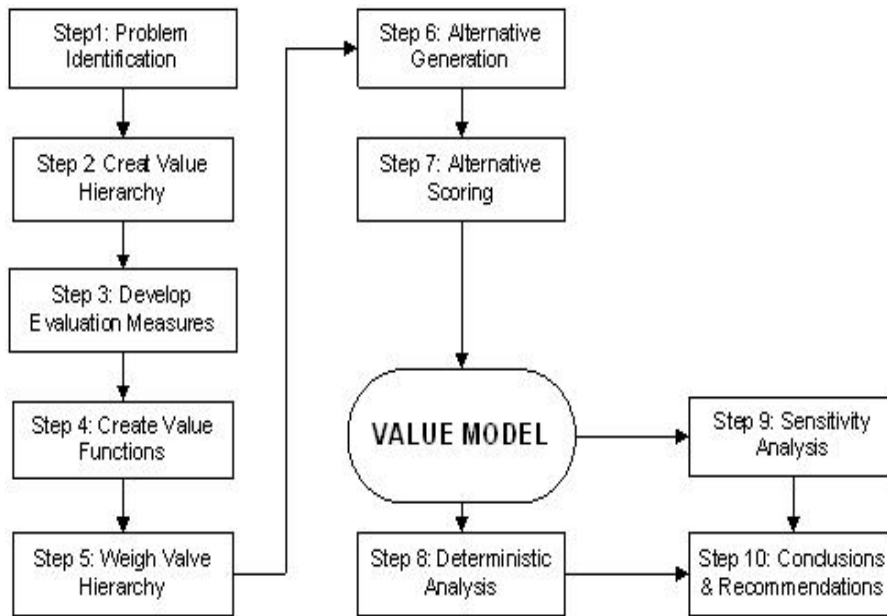 Step1: Problem
Identification
Step 2 Creat Value
Hierarchy
Step 3: Develop
Evaluation Measures
Step 4: Create Value
Functions
Step 5: Weigh Valve
Hierarchy
Step 6: Alternative
Generation
Step 7: Alternative
Scoring
VALUE MODEL
Step 8: Deterministic
Analysis
Step 9: Sensitivity
Analysis
Step 10: Conclusions
& Recommendations